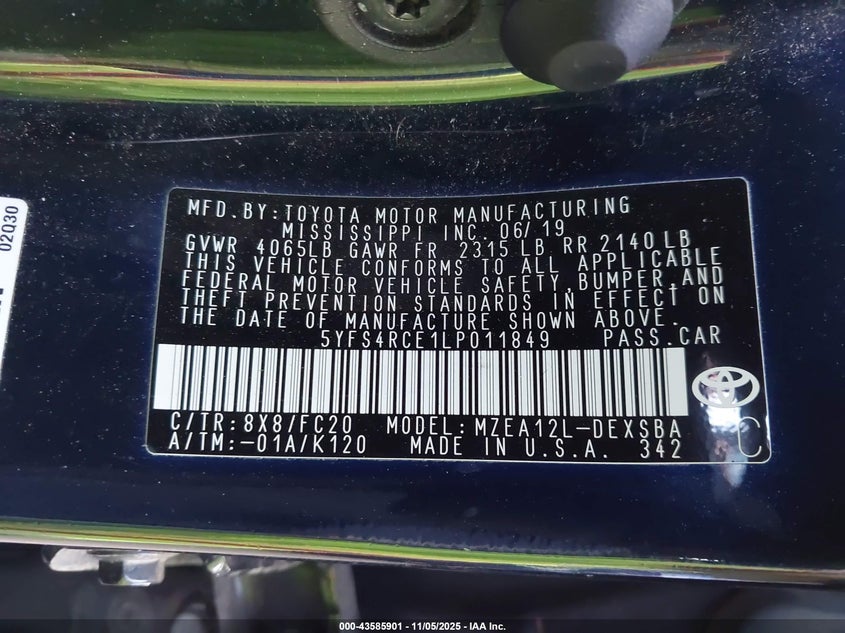 02Q30
MFD. BY: TOYOTA MOTOR MANUFACTURING
MISSISSIPPI INC. 06/19
GVWR 4065LB GAWR FR 2315 LB RR 2140 LB
THIS VEHICLE CONFORMS TO ALL APPLICABLE
FEDERAL MOTOR VEHICLE SAFETY, BUMPER, AND
THEFT PREVENTION STANDARDS IN EFFECT ON
THE DATE OF MANUFACTURE SHOWN ABOVE.
5YFS4RCE1LP011849 PASS. CAR
C/TR: 8X8/FC20 MODEL: MZEA12L-DEXSBA
A/TM: -01A/K120 MADE IN U.S.A. 342
C
000-43585901 - 11/05/2025 - IAA Inc.